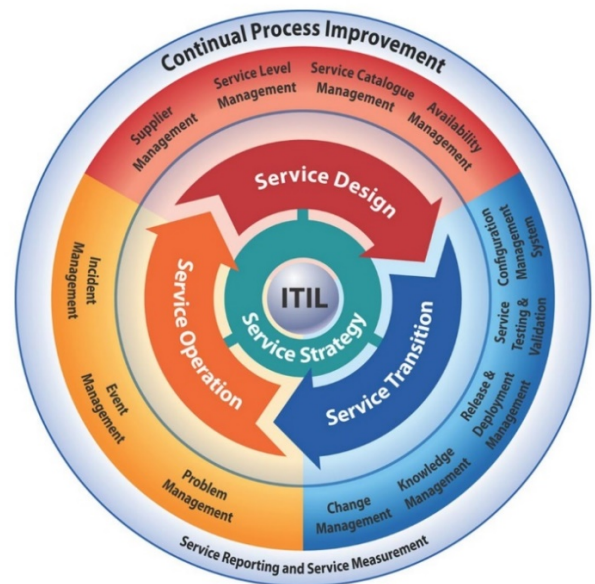 Continual Process Improvement
Supplier
Management
Service Level
Management
Service Catalogue
Management
Availability
Management
Configuration
Management
System
Service
Testing &
Validation
Release &
Deployment
Management
Knowledge
Management
Change
Management
Problem
Management
Event
Management
Incident
Management
Service Design
Service Transition
Service Operation
Service Strategy
ITIL
Service Reporting and Service Measurement